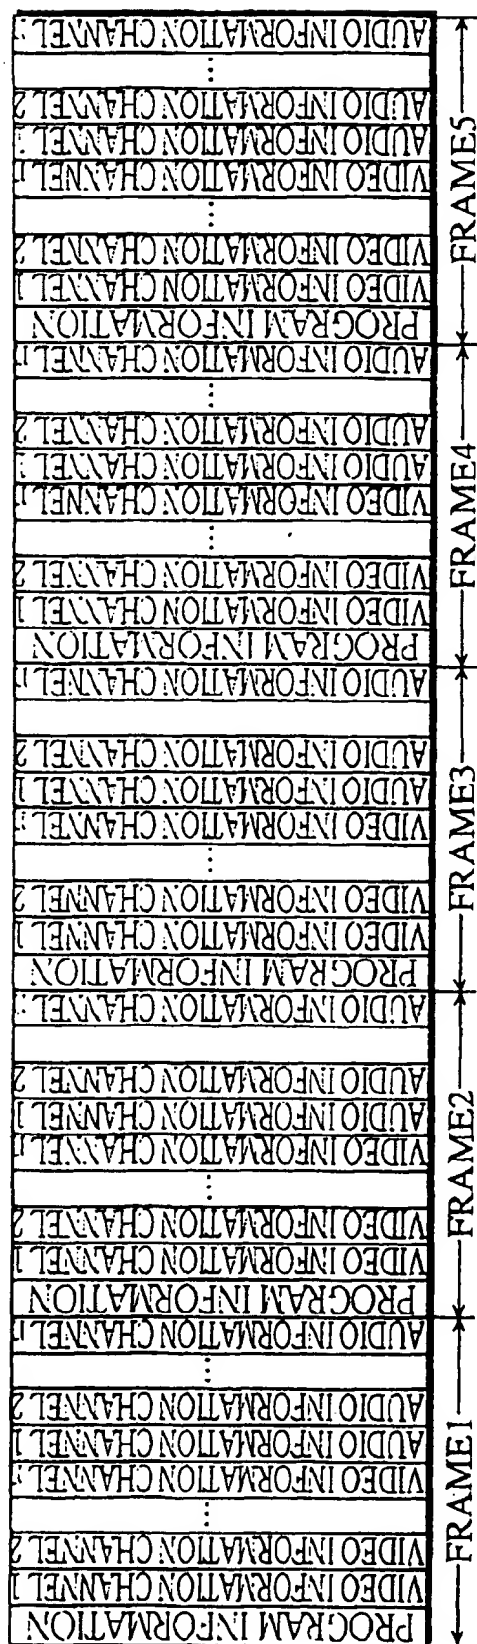 FRAME1
PROGRAM INFORMATION
VIDEO INFORMATION CHANNEL 1
VIDEO INFORMATION CHANNEL 2
⋮
VIDEO INFORMATION CHANNEL
AUDIO INFORMATION CHANNEL 1
AUDIO INFORMATION CHANNEL 2
⋮
AUDIO INFORMATION CHANNEL n
FRAME2
PROGRAM INFORMATION
VIDEO INFORMATION CHANNEL 1
VIDEO INFORMATION CHANNEL 2
⋮
VIDEO INFORMATION CHANNEL n
AUDIO INFORMATION CHANNEL 1
AUDIO INFORMATION CHANNEL 2
AUDIO INFORMATION CHANNEL
FRAME3
PROGRAM INFORMATION
VIDEO INFORMATION CHANNEL 1
VIDEO INFORMATION CHANNEL 2
⋮
VIDEO INFORMATION CHANNEL
AUDIO INFORMATION CHANNEL 1
AUDIO INFORMATION CHANNEL 2
AUDIO INFORMATION CHANNEL n
FRAME4
PROGRAM INFORMATION
VIDEO INFORMATION CHANNEL 1
VIDEO INFORMATION CHANNEL 2
⋮
VIDEO INFORMATION CHANNEL n
AUDIO INFORMATION CHANNEL
AUDIO INFORMATION CHANNEL 2
⋮
AUDIO INFORMATION CHANNEL n
FRAME5
PROGRAM INFORMATION
VIDEO INFORMATION CHANNEL 1
VIDEO INFORMATION CHANNEL 2
⋮
VIDEO INFORMATION CHANNEL n
AUDIO INFORMATION CHANNEL
AUDIO INFORMATION CHANNEL 2
⋮
AUDIO INFORMATION CHANNEL